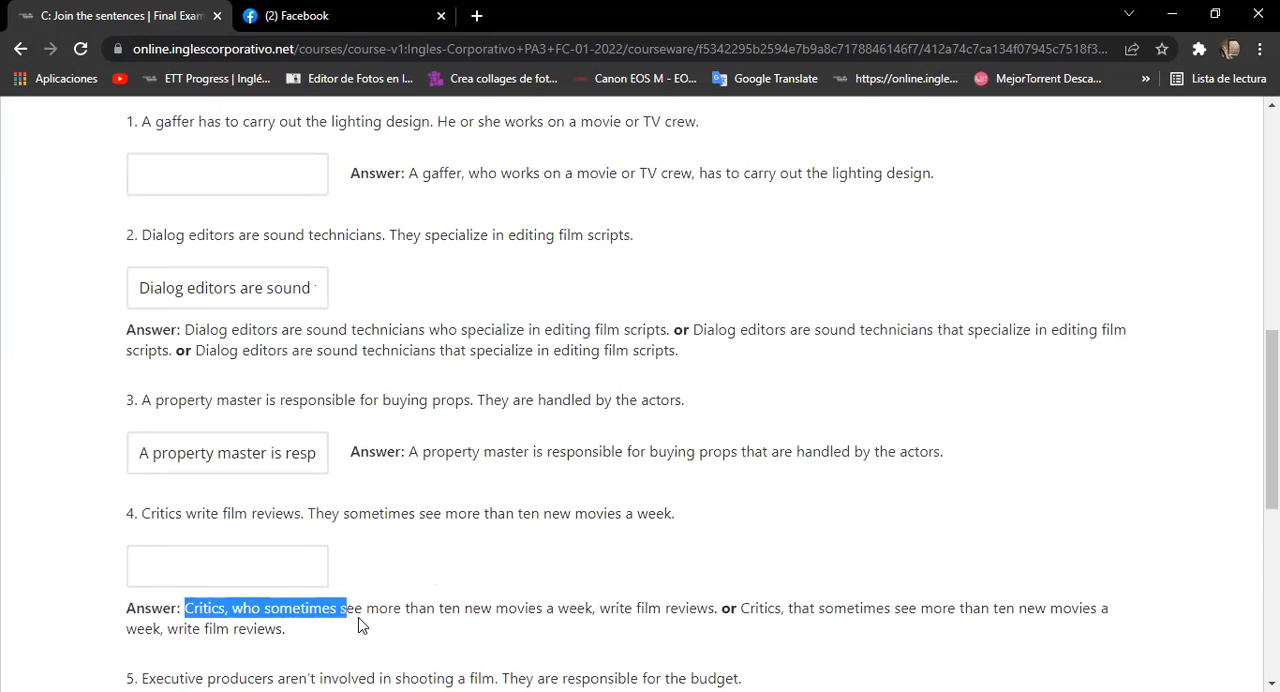 C: Join the sentences | Final Exam
(2) Facebook
online.inglescorporativo.net/courses/course-v1:Ingles-Corporativo+PA3+FC-01-2022/courseware/f5342295b2594e7b9a8c7178846146f7/412a74c7ca134f07945c7518f3...
Aplicaciones
ETT Progress | Inglé...
Editor de Fotos en l...
Crea collages de fot...
Canon EOS M - EO...
Google Translate
https://online.ingle...
MejorTorrent Desca...
»
Lista de lectura
1. A gaffer has to carry out the lighting design. He or she works on a movie or TV crew.
Answer: A gaffer, who works on a movie or TV crew, has to carry out the lighting design.
2. Dialog editors are sound technicians. They specialize in editing film scripts.
Dialog editors are sound
Answer: Dialog editors are sound technicians who specialize in editing film scripts. or Dialog editors are sound technicians that specialize in editing film
scripts. or Dialog editors are sound technicians that specialize in editing film scripts.
3. A property master is responsible for buying props. They are handled by the actors.
A property master is resp
Answer: A property master is responsible for buying props that are handled by the actors.
4. Critics write film reviews. They sometimes see more than ten new movies a week.
Answer: Critics, who sometimes see more than ten new movies a week, write film reviews. or Critics, that sometimes see more than ten new movies a
week, write film reviews.
5. Executive producers aren't involved in shooting a film. They are responsible for the budget.